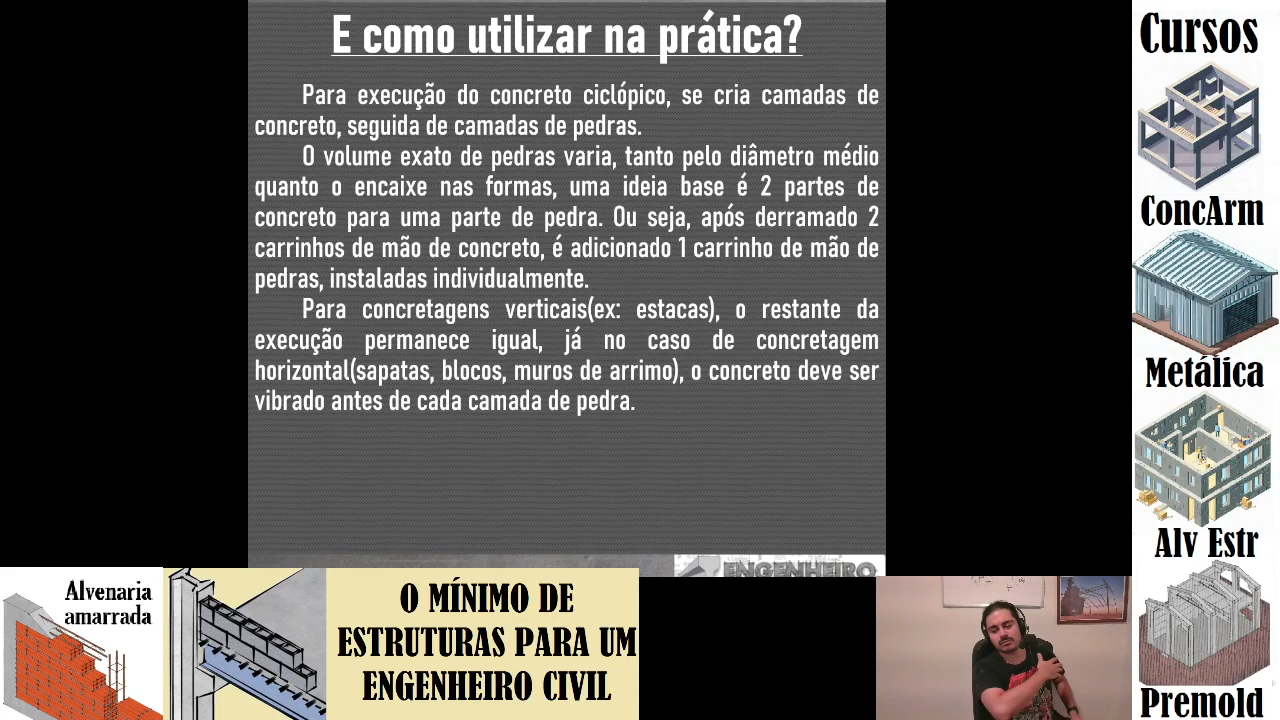 E como utilizar na prática?
Para execução do concreto ciclópico, se cria camadas de
concreto, seguida de camadas de pedras.
O volume exato de pedras varia, tanto pelo diâmetro médio
quanto o encaixe nas formas, uma ideia base é 2 partes de
concreto para uma parte de pedra. Ou seja, após derramado 2
carrinhos de mão de concreto, é adicionado 1 carrinho de mão de
pedras, instaladas individualmente.
Para concretagens verticais(ex: estacas), o restante da
execução permanece igual, já no caso de concretagem
horizontal(sapatas, blocos, muros de arrimo), o concreto deve ser
vibrado antes de cada camada de pedra.
ENGENHEIRO
Cursos
ConcArm
Metálica
Alv Estr
Premold
Alvenaria
amarrada
O MÍNIMO DE
ESTRUTURAS PARA UM
ENGENHEIRO CIVIL